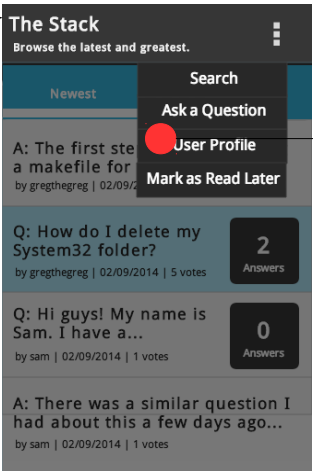 The Stack
Browse the latest and greatest.
Search
Newest
Ask a Question
User Profile
A: The first ste
a makefile for
Mark as Read Later
by gregthegreg | 02/09/2
Q: How do I delete my
System32 folder?
by gregthegreg | 02/09/2014 | 5 votes
2
Answers
Q: Hi guys! My name is
Sam. I have a...
by sam | 02/09/2014 | 1 votes
0
Answers
A: There was a similar question I
had about this a few days ago...
by sam | 02/09/2014 | 1 votes